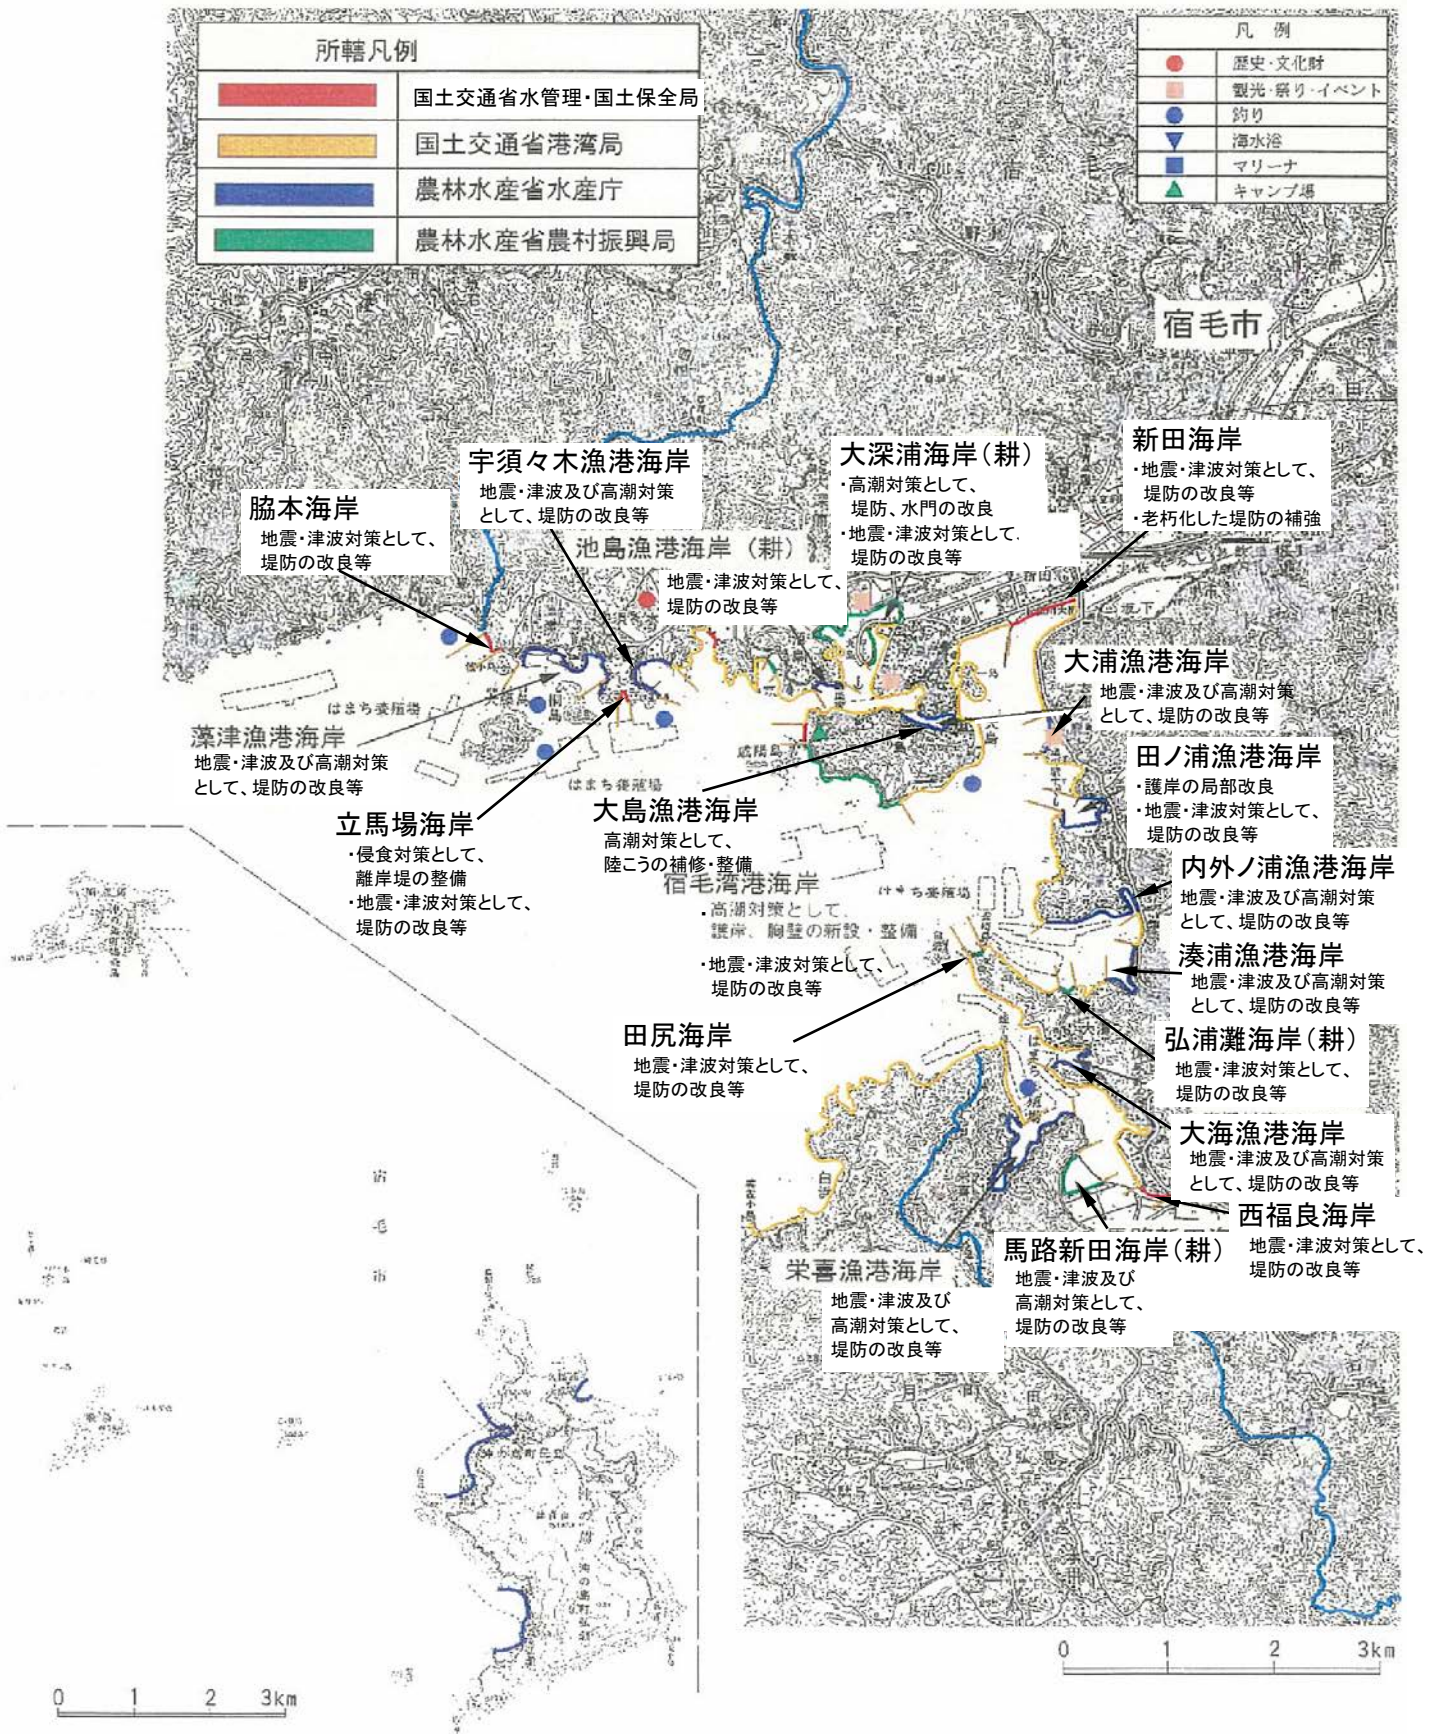 所轄凡例
国土交通省水管理・国土保全局
国土交通省港湾局
農林水産省水産庁
農林水産省農村振興局
凡 例
歴史・文化財
観光・祭り・イベント
釣り
海水浴
マリーナ
キャンプ場
宿毛市
新田海岸
・地震・津波対策として、
堤防の改良等
・老朽化した堤防の補強
大深浦海岸(耕)
・高潮対策として、
堤防、水門の改良
・地震・津波対策として、
堤防の改良等
宇須々木漁港海岸
地震・津波及び高潮対策
として、堤防の改良等
脇本海岸
地震・津波対策として、
堤防の改良等
池島漁港海岸（耕）
地震・津波対策として、
堤防の改良等
大浦漁港海岸
地震・津波及び高潮対策
として、堤防の改良等
はまち養殖場
藻津漁港海岸
地震・津波及び高潮対策
として、堤防の改良等
咸陽島
大島
はまち養殖場
田ノ浦漁港海岸
・護岸の局部改良
・地震・津波対策として、
堤防の改良等
立馬場海岸
・侵食対策として、
離岸堤の整備
・地震・津波対策として、
堤防の改良等
大島漁港海岸
高潮対策として、
陸こうの補修・整備
宿毛湾港海岸
・高潮対策として、
護岸、胸壁の新設・整備
・地震・津波対策として、
堤防の改良等
はまち養殖場
内外ノ浦漁港海岸
地震・津波及び高潮対策
として、堤防の改良等
湊浦漁港海岸
地震・津波及び高潮対策
として、堤防の改良等
田尻海岸
地震・津波対策として、
堤防の改良等
弘浦灘海岸(耕)
地震・津波対策として、
堤防の改良等
大海漁港海岸
地震・津波及び高潮対策
として、堤防の改良等
白浜
西福良海岸
地震・津波対策として、
堤防の改良等
馬路新田海岸(耕)
地震・津波及び
高潮対策として、
堤防の改良等
栄喜漁港海岸
地震・津波及び
高潮対策として、
堤防の改良等
宿
毛
市
大月町
0 1 2 3km
0 1 2 3km